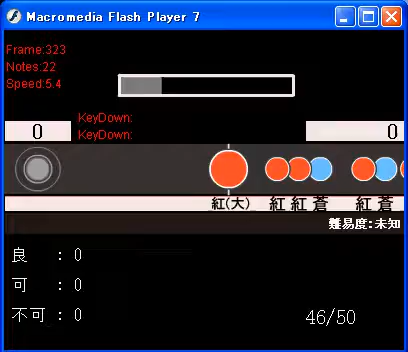 Macromedia Flash Player 7
Frame:323
Notes:22
Speed:5.4
KeyDown:
KeyDown:
0 0
紅(大) 紅 紅 蒼 紅 蒼
難易度:未知
良 : 0
可 : 0
不可 : 0
46/50